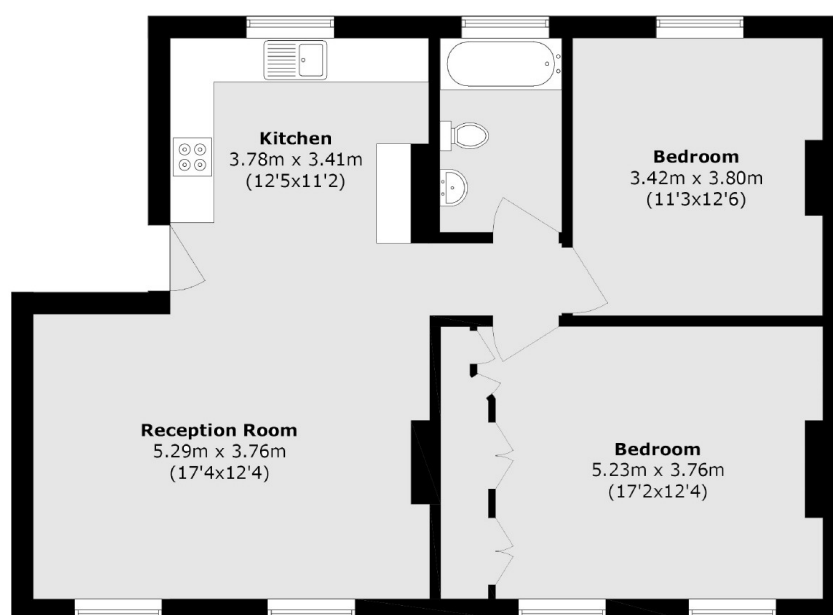 Kitchen
3.78m x 3.41m
(12'5x11'2)
Bedroom
3.42m x 3.80m
(11'3x12'6)
Reception Room
5.29m x 3.76m
(17'4x12'4)
Bedroom
5.23m x 3.76m
(17'2x12'4)